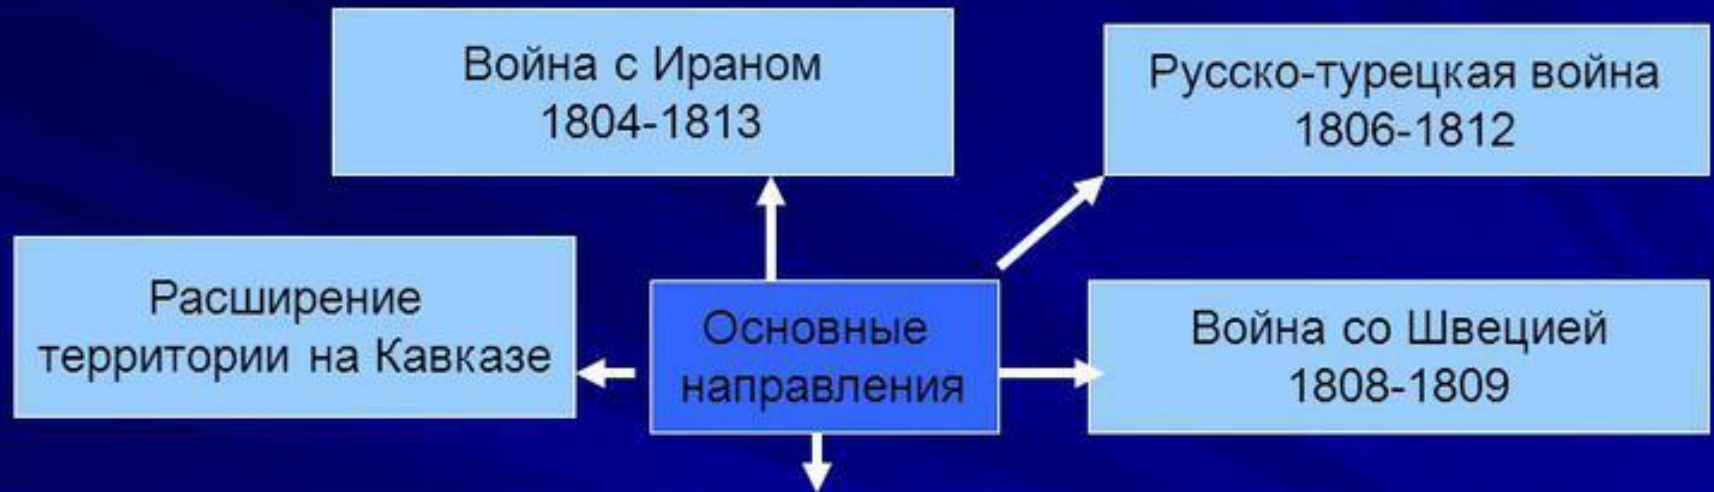 Война с Ираном
1804-1813
Русско-турецкая война
1806-1812
Расширение
территории на Кавказе
Основные
направления
Война со Швецией
1808-1809